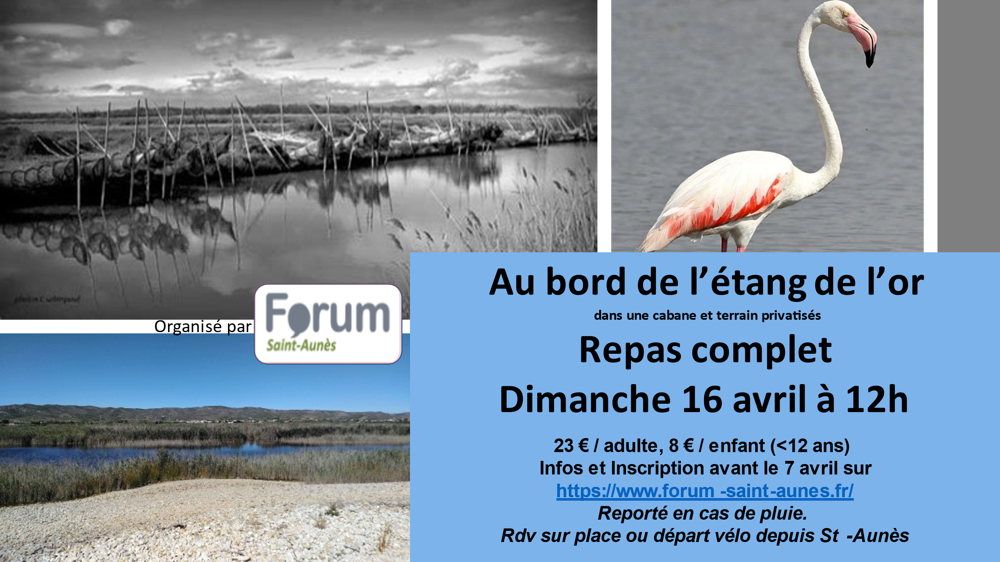 Organisé par
Forum
Saint-Aunès
Au bord de l’étang de l’or
dans une cabane et terrain privatisés
Repas complet
Dimanche 16 avril à 12h
23 € / adulte, 8 € / enfant (<12 ans)
Infos et Inscription avant le 7 avril sur
https://www.forum -saint-aunes.fr/
Reporté en cas de pluie.
Rdv sur place ou départ vélo depuis St -Aunès